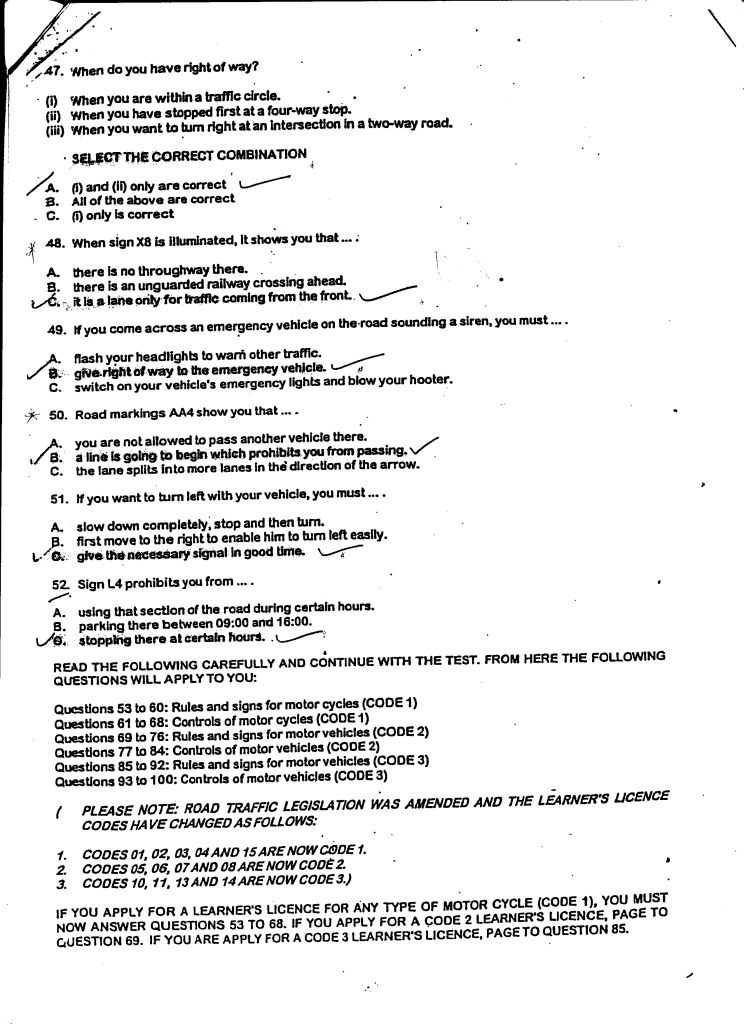 47. When do you have right of way?
(i) When you are within a traffic circle.
(ii) When you have stopped first at a four-way stop.
(iii) When you want to turn right at an intersection in a two-way road.
SELECT THE CORRECT COMBINATION
A. (i) and (ii) only are correct
B. All of the above are correct
C. (i) only is correct
48. When sign X8 is illuminated, it shows you that ... .
A. there is no throughway there.
B. there is an unguarded railway crossing ahead.
C. it is a lane only for traffic coming from the front.
49. If you come across an emergency vehicle on the road sounding a siren, you must ... .
A. flash your headlights to warn other traffic.
B. give right of way to the emergency vehicle.
C. switch on your vehicle's emergency lights and blow your hooter.
50. Road markings AA4 show you that ... .
A. you are not allowed to pass another vehicle there.
B. a line is going to begin which prohibits you from passing.
C. the lane splits into more lanes in the direction of the arrow.
51. If you want to turn left with your vehicle, you must ... .
A. slow down completely, stop and then turn.
B. first move to the right to enable him to turn left easily.
C. give the necessary signal in good time.
52. Sign L4 prohibits you from ... .
A. using that section of the road during certain hours.
B. parking there between 09:00 and 16:00.
C. stopping there at certain hours.
READ THE FOLLOWING CAREFULLY AND CONTINUE WITH THE TEST. FROM HERE THE FOLLOWING
QUESTIONS WILL APPLY TO YOU:
Questions 53 to 60: Rules and signs for motor cycles (CODE 1)
Questions 61 to 68: Controls of motor cycles (CODE 1)
Questions 69 to 76: Rules and signs for motor vehicles (CODE 2)
Questions 77 to 84: Controls of motor vehicles (CODE 2)
Questions 85 to 92: Rules and signs for motor vehicles (CODE 3)
Questions 93 to 100: Controls of motor vehicles (CODE 3)
( PLEASE NOTE: ROAD TRAFFIC LEGISLATION WAS AMENDED AND THE LEARNER'S LICENCE
CODES HAVE CHANGED AS FOLLOWS:
1. CODES 01, 02, 03, 04 AND 15 ARE NOW CODE 1.
2. CODES 05, 06, 07 AND 08 ARE NOW CODE 2.
3. CODES 10, 11, 13 AND 14 ARE NOW CODE 3.)
IF YOU APPLY FOR A LEARNER'S LICENCE FOR ANY TYPE OF MOTOR CYCLE (CODE 1), YOU MUST
NOW ANSWER QUESTIONS 53 TO 68. IF YOU APPLY FOR A CODE 2 LEARNER'S LICENCE, PAGE TO
QUESTION 69. IF YOU ARE APPLY FOR A CODE 3 LEARNER'S LICENCE, PAGE TO QUESTION 85.